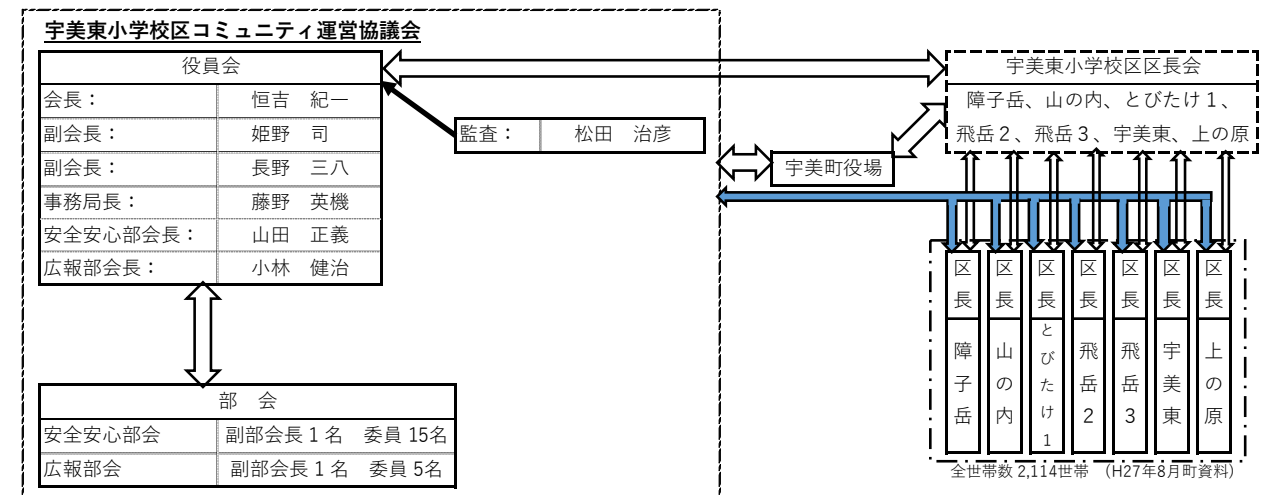 宇美東小学校区コミュニティ運営協議会
役員会
会長： 恒吉 紀一
副会長： 姫野 司
副会長： 長野 三八
事務局長： 藤野 英機
安全安心部会長： 山田 正義
広報部会長： 小林 健治
監査： 松田 治彦
部 会
安全安心部会 副部会長１名 委員 15名
広報部会 副部会長１名 委員 5名
宇美町役場
宇美東小学校区区長会
障子岳、山の内、とびたけ１、
飛岳２、飛岳３、宇美東、上の原
区長 障子岳
区長 山の内
区長 とびたけ１
区長 飛岳２
区長 飛岳３
区長 宇美東
区長 上の原
全世帯数 2,114世帯 （H27年8月町資料）